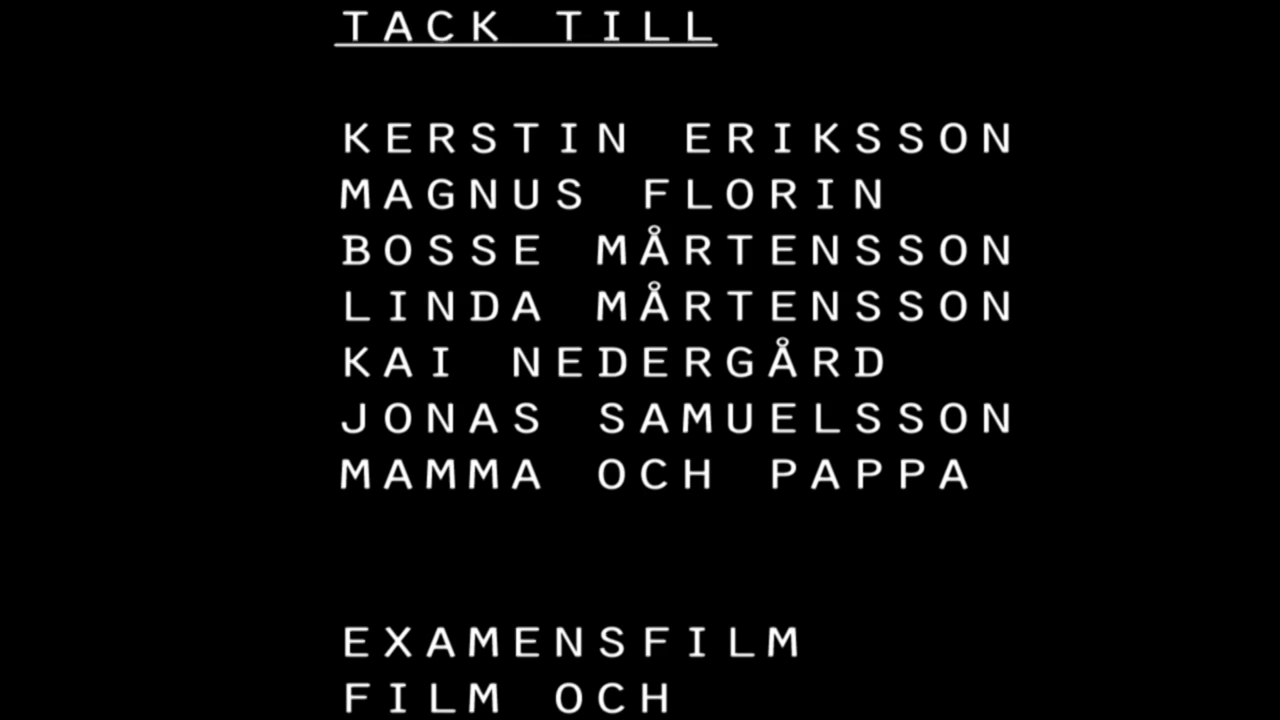 TACK TILL
KERSTIN ERIKSSON
MAGNUS FLORIN
BOSSE MÅRTENSSON
LINDA MÅRTENSSON
KAI NEDERGÅRD
JONAS SAMUELSSON
MAMMA OCH PAPPA
EXAMENSFILM
FILM OCH